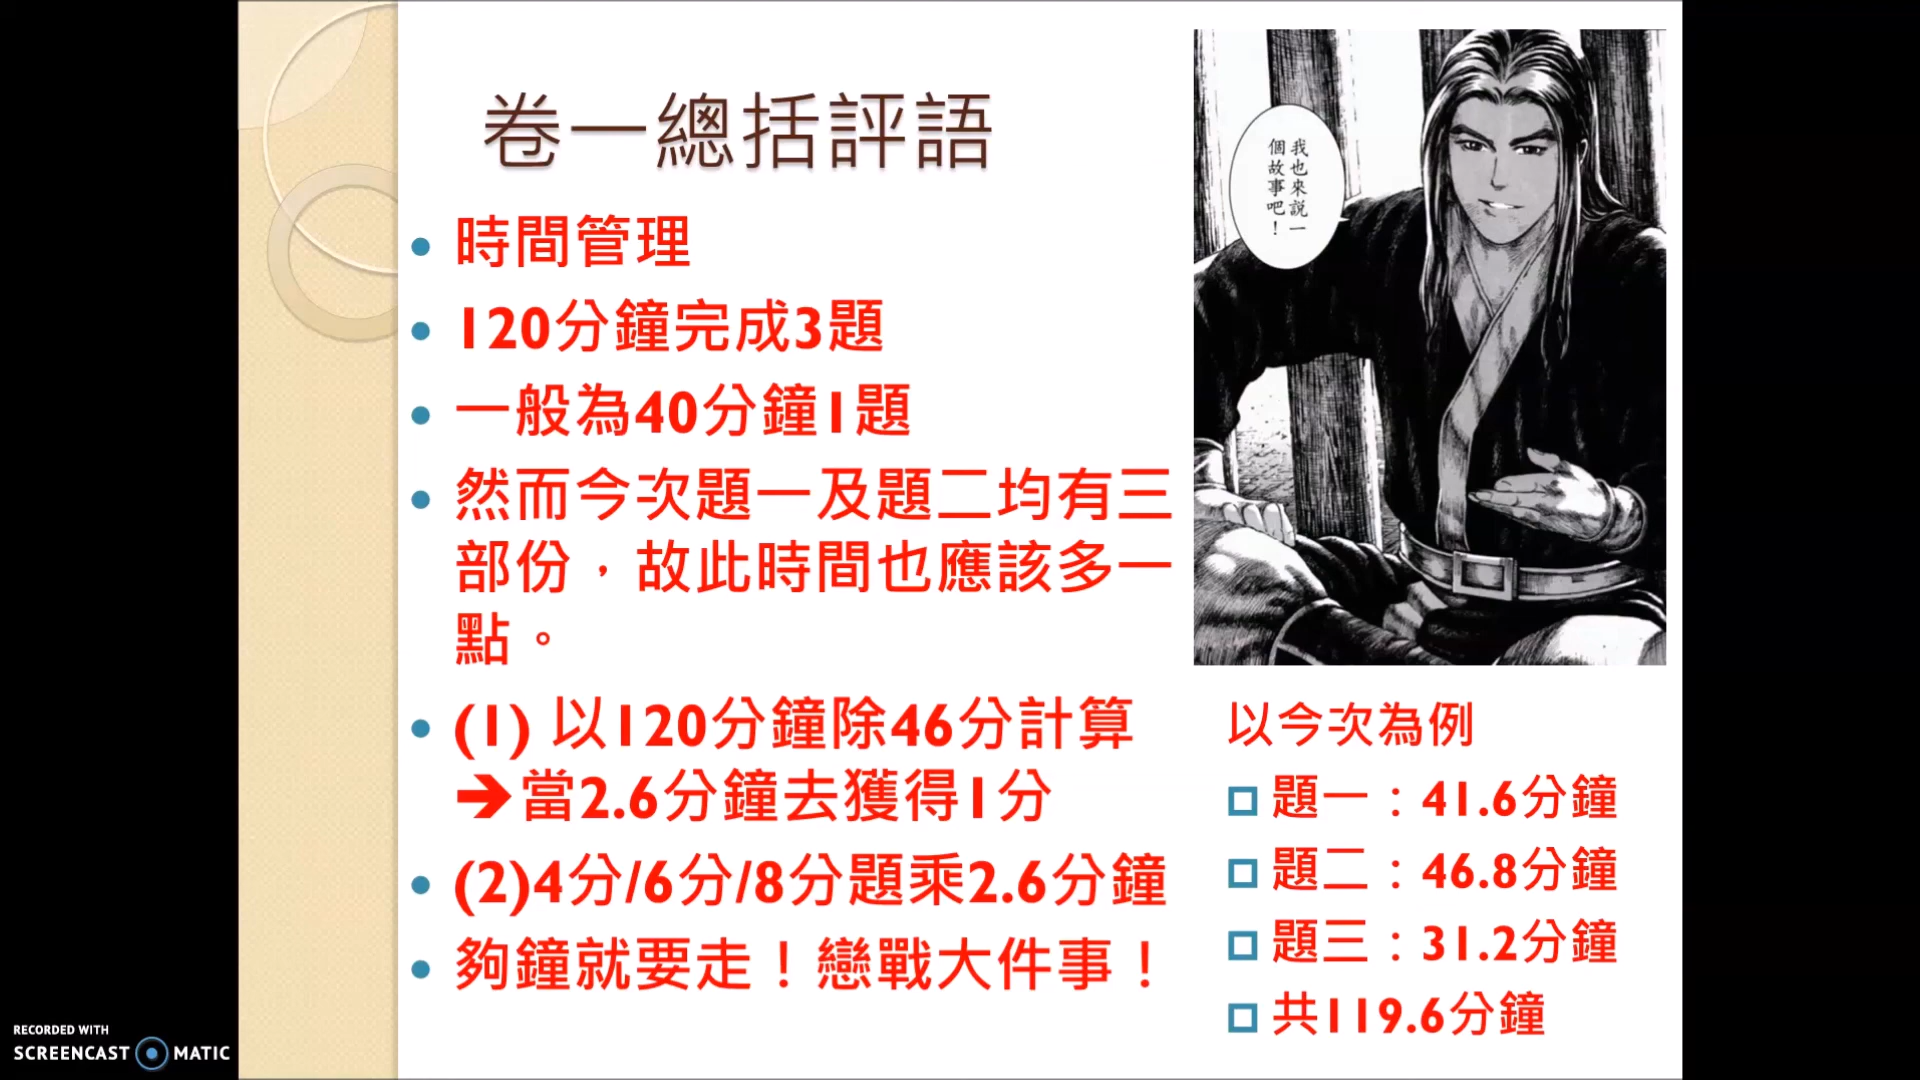 卷一總括評語
時間管理
120分鐘完成3題
一般為40分鐘1題
然而今次題一及題二均有三
部份，故此時間也應該多一
點。
(1) 以120分鐘除46分計算
➔當2.6分鐘去獲得1分
(2)4分/6分/8分題乘2.6分鐘
夠鐘就要走！戀戰大件事！
我也來說一
個故事吧！
以今次為例
題一：41.6分鐘
題二：46.8分鐘
題三：31.2分鐘
共119.6分鐘
RECORDED WITH
SCREENCAST MATIC